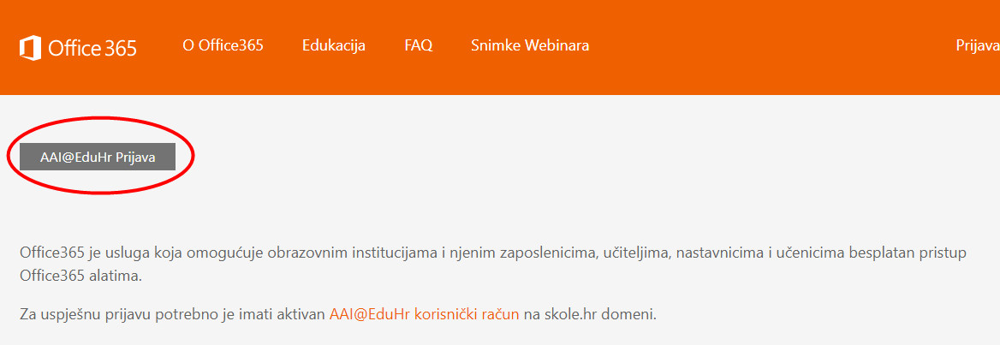 Office 365 O Office365 Edukacija FAQ Snimke Webinara Prijava
AAI@EduHr Prijava
Office365 je usluga koja omogućuje obrazovnim institucijama i njenim zaposlenicima, učiteljima, nastavnicima i učenicima besplatan pristup
Office365 alatima.
Za uspješnu prijavu potrebno je imati aktivan AAI@EduHr korisnički račun na skole.hr domeni.